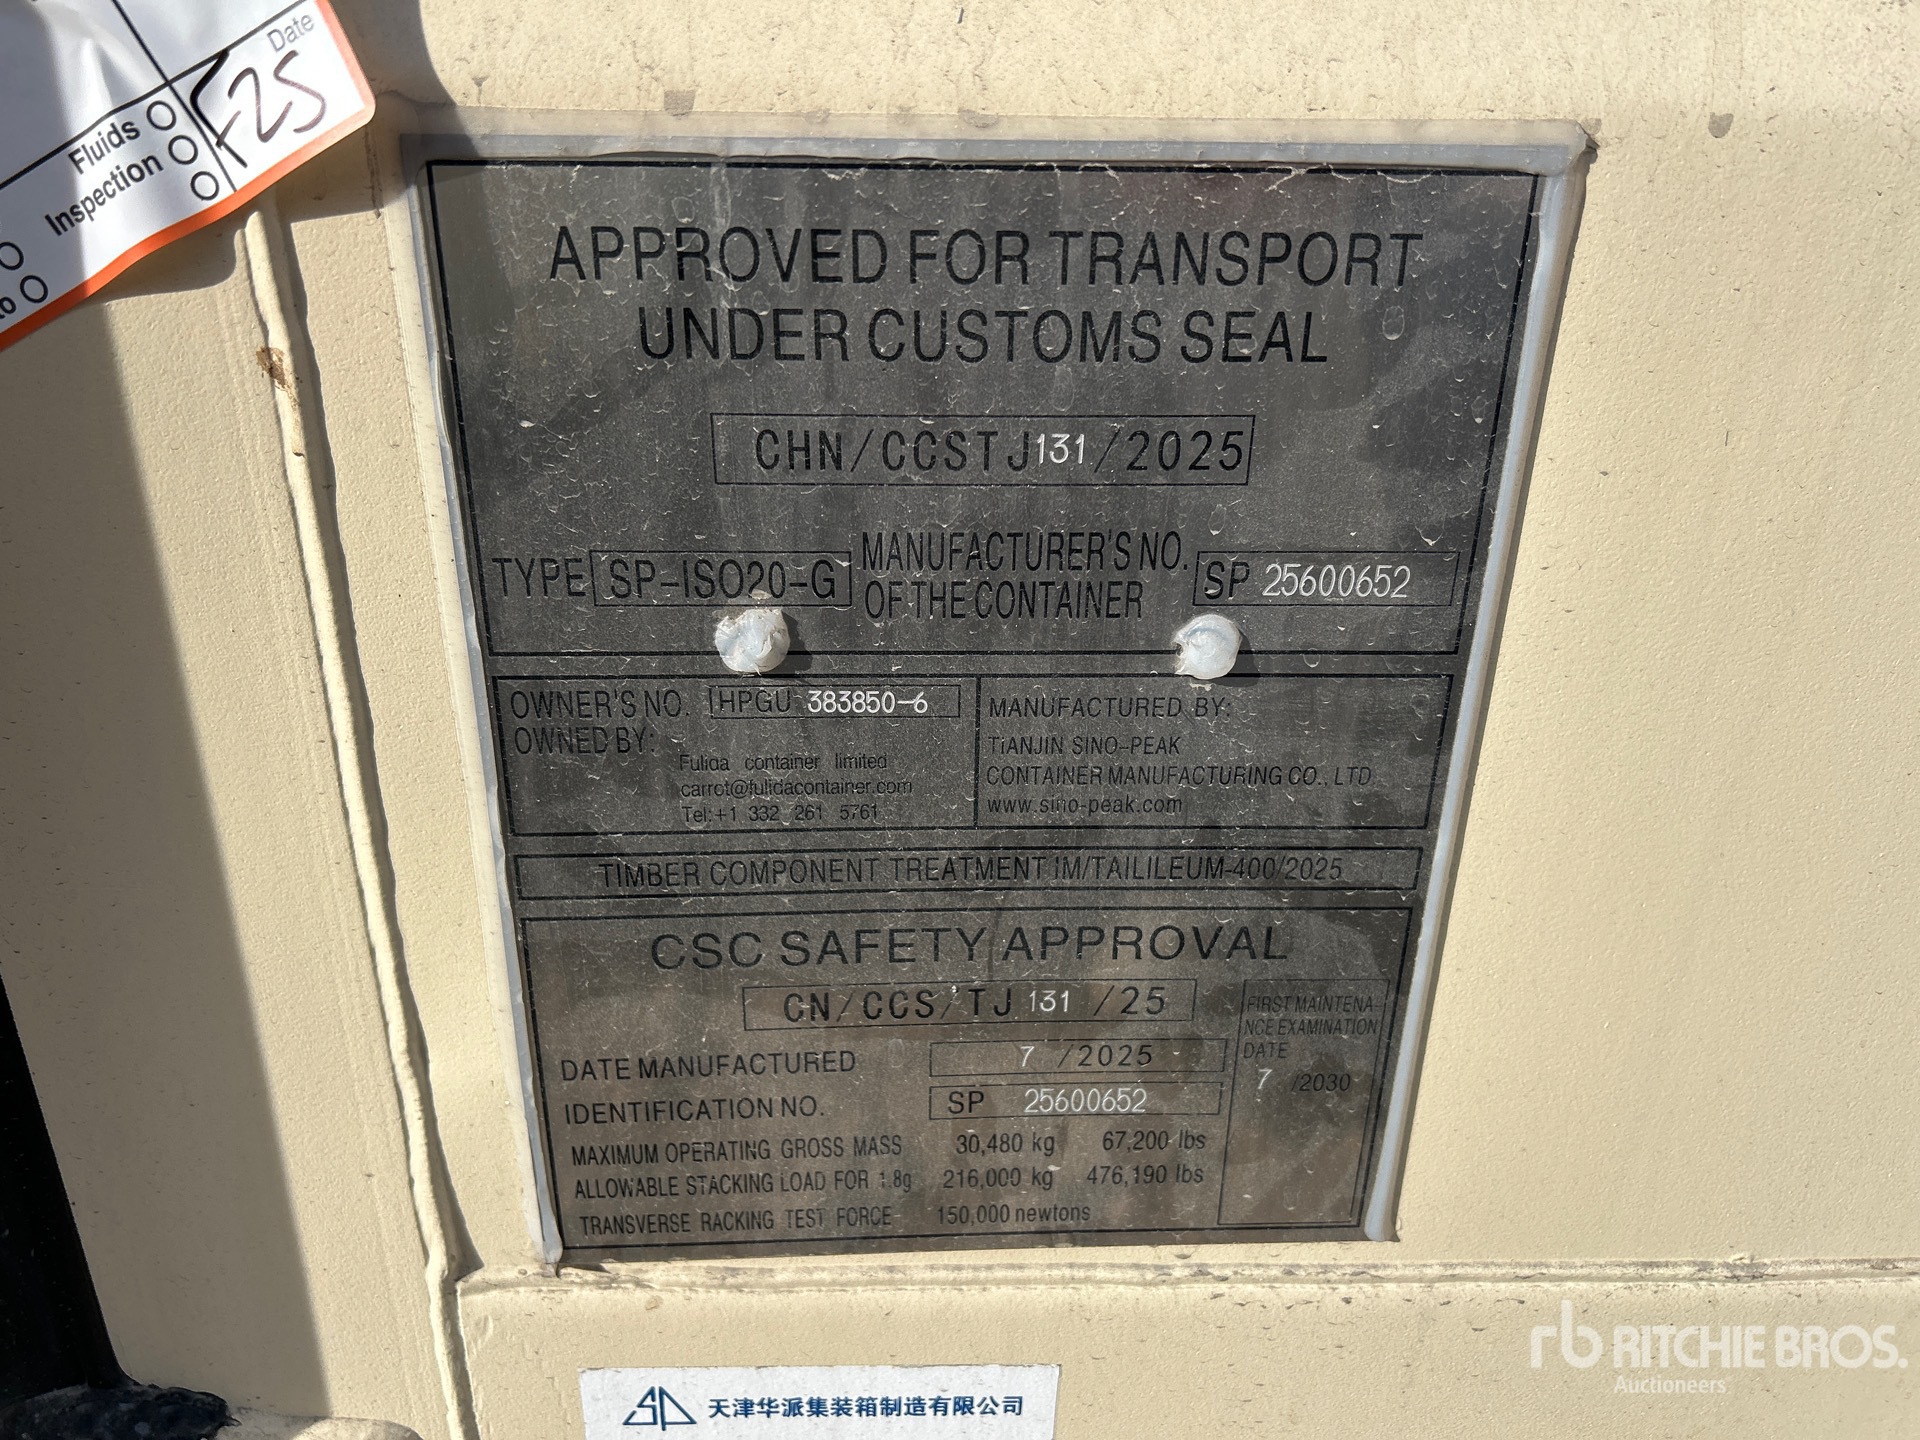 Date
F25
Fluids
Inspection
APPROVED FOR TRANSPORT
UNDER CUSTOMS SEAL
CHN/CCSTJ131/2025
TYPE SP-ISO20-G MANUFACTURER'S NO. OF THE CONTAINER SP 25600652
OWNER'S NO. HPGU 383850-6
OWNED BY:
Fulida container limited
carrot@fulidacontainer.com
Tel:+1 332 261 5761
MANUFACTURED BY:
TiANJIN SINO-PEAK
CONTAINER MANUFACTURING CO., LTD
www.sino-peak.com
TIMBER COMPONENT TREATMENT IM/TAILILEUM-400/2025
CSC SAFETY APPROVAL
CN/CCS/TJ 131 /25
DATE MANUFACTURED 7 /2025
IDENTIFICATION NO. SP 25600652
MAXIMUM OPERATING GROSS MASS 30,480 kg 67,200 lbs
ALLOWABLE STACKING LOAD FOR 1.8g 216,000 kg 476,190 lbs
TRANSVERSE RACKING TEST FORCE 150,000 newtons
FIRST MAINTENA-
NCE EXAMINATION
DATE
7 /2030
天津华派集装箱制造有限公司
rb RITCHIE BROS.
Auctioneers